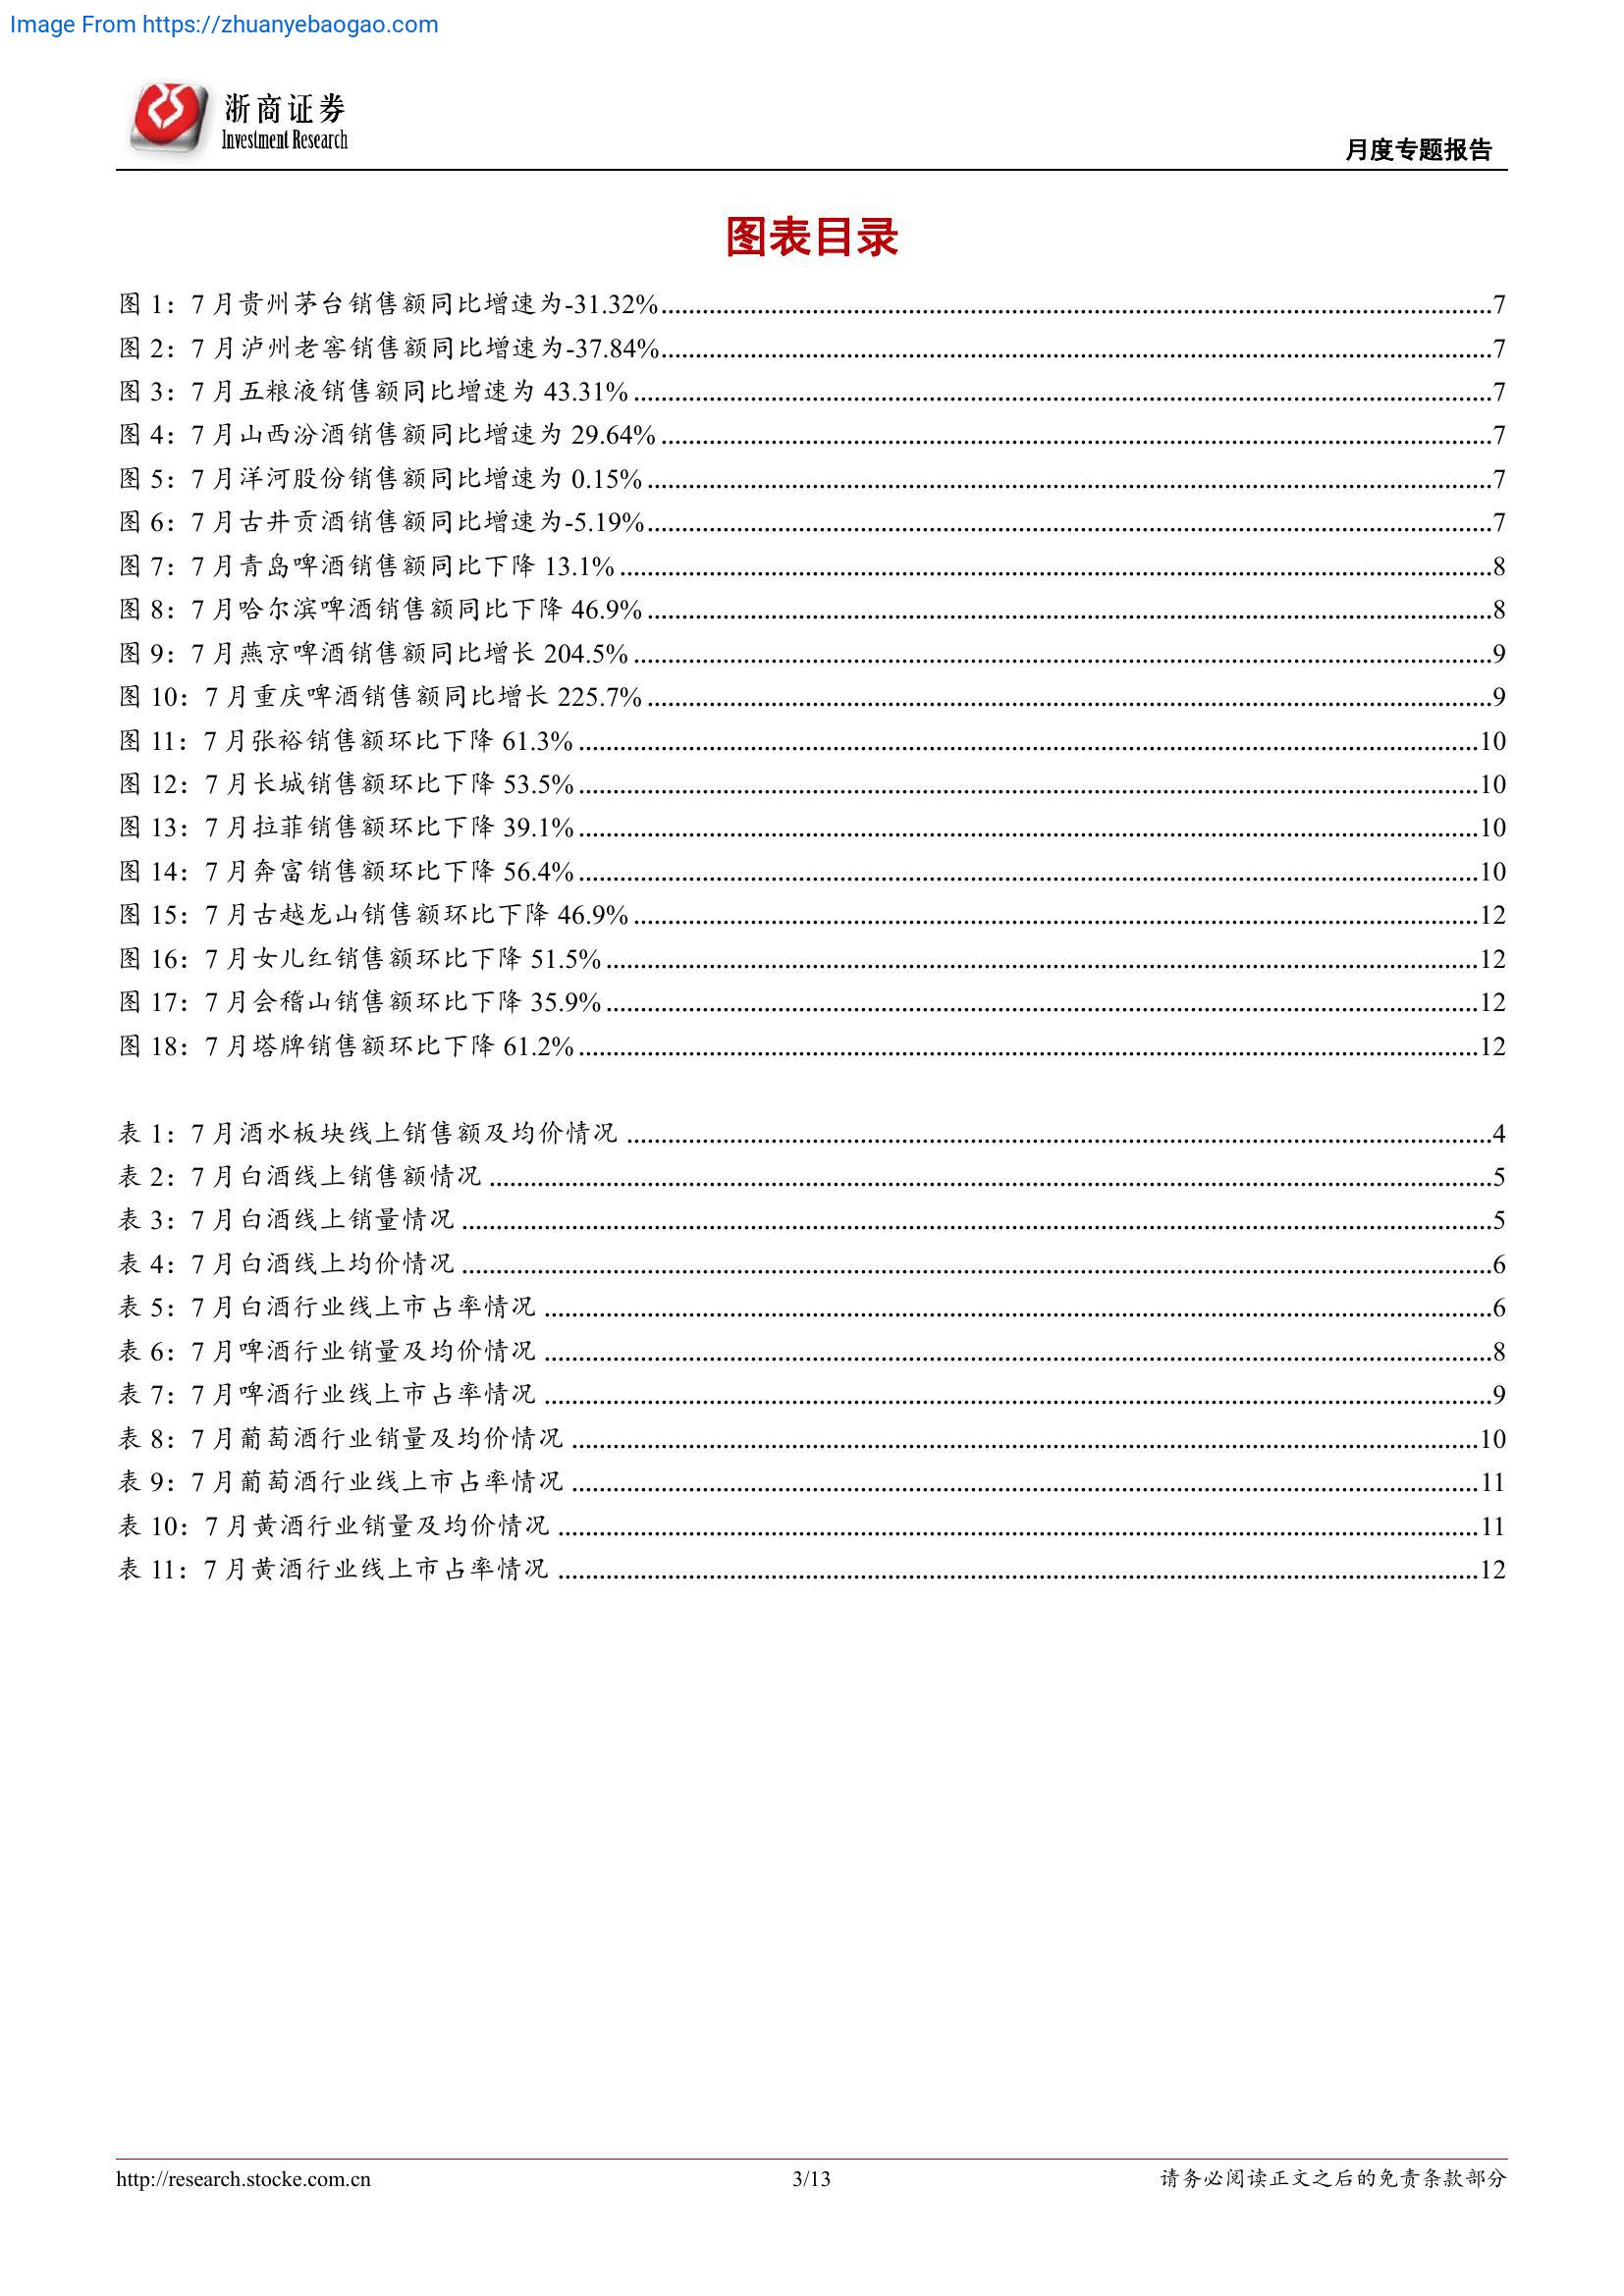 Image From https://zhuanyebaogao.com
浙商证券
Investment Research
月度专题报告
图表目录
图 1：7 月贵州茅台销售额同比增速为-31.32%........7
图 2：7 月泸州老窖销售额同比增速为-37.84%........7
图 3：7 月五粮液销售额同比增速为 43.31% ........7
图 4：7 月山西汾酒销售额同比增速为 29.64% ........7
图 5：7 月洋河股份销售额同比增速为 0.15% ........7
图 6：7 月古井贡酒销售额同比增速为-5.19%........7
图 7：7 月青岛啤酒销售额同比下降 13.1% ........8
图 8：7 月哈尔滨啤酒销售额同比下降 46.9% ........8
图 9：7 月燕京啤酒销售额同比增长 204.5% ........9
图 10：7 月重庆啤酒销售额同比增长 225.7% ........9
图 11：7 月张裕销售额环比下降 61.3% ........10
图 12：7 月长城销售额环比下降 53.5% ........10
图 13：7 月拉菲销售额环比下降 39.1% ........10
图 14：7 月奔富销售额环比下降 56.4% ........10
图 15：7 月古越龙山销售额环比下降 46.9% ........12
图 16：7 月女儿红销售额环比下降 51.5% ........12
图 17：7 月会稽山销售额环比下降 35.9% ........12
图 18：7 月塔牌销售额环比下降 61.2% ........12
表 1：7 月酒水板块线上销售额及均价情况 ........4
表 2：7 月白酒线上销售额情况 ........5
表 3：7 月白酒线上销量情况 ........5
表 4：7 月白酒线上均价情况 ........6
表 5：7 月白酒行业线上市占率情况 ........6
表 6：7 月啤酒行业销量及均价情况 ........8
表 7：7 月啤酒行业线上市占率情况 ........9
表 8：7 月葡萄酒行业销量及均价情况 ........10
表 9：7 月葡萄酒行业线上市占率情况 ........11
表 10：7 月黄酒行业销量及均价情况 ........11
表 11：7 月黄酒行业线上市占率情况 ........12
http://research.stocke.com.cn
3/13
请务必阅读正文之后的免责条款部分